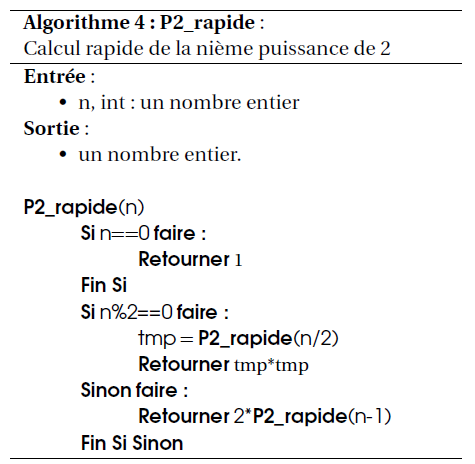 Algorithme 4 : P2_rapide :
Calcul rapide de la nième puissance de 2
Entrée :
• n, int : un nombre entier
Sortie :
• un nombre entier.
P2_rapide(n)
Si n==0 faire :
Retourner 1
Fin Si
Si n%2==0 faire :
tmp = P2_rapide(n/2)
Retourner tmp*tmp
Sinon faire :
Retourner 2*P2_rapide(n-1)
Fin Si Sinon